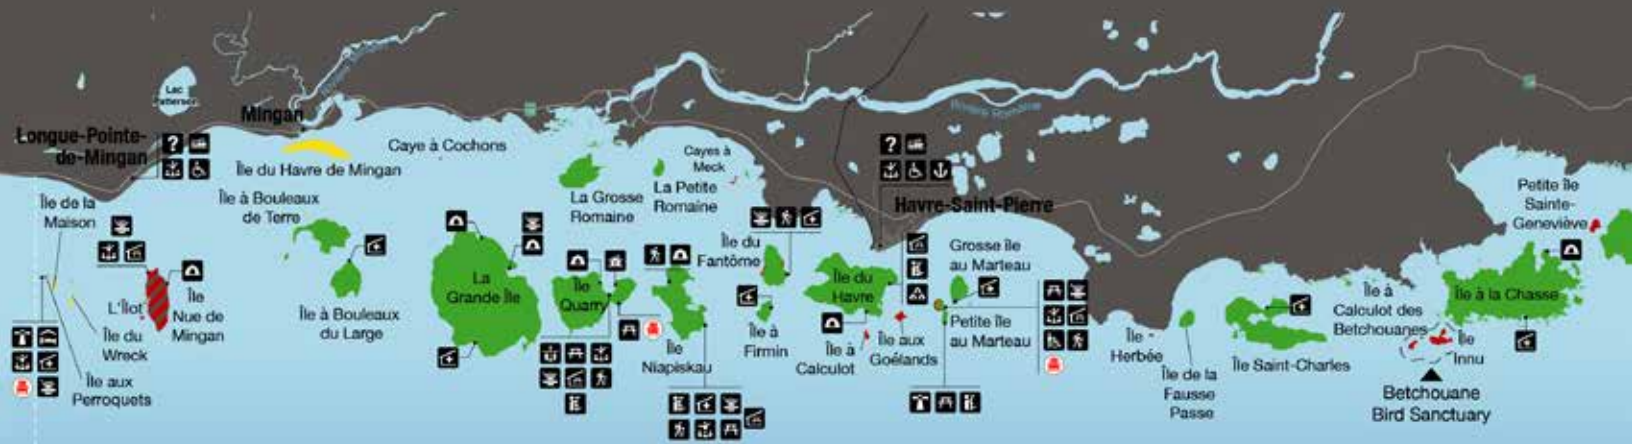 Lac
Patterson
Mingan
Longue-Pointe-
de-Mingan
?
Île du Havre de Mingan
Caye à Cochons
Île de la
Maison
Île à Bouleaux
de Terre
L'Îlot
Île
Nue de
Mingan
Île du
Wreck
Île aux
Perroquets
Île à Bouleaux
du Large
La
Grande Île
La Grosse
Romaine
La Petite
Romaine
Cayes à
Meck
Île
Quarry
Île
Niapiskau
Île du
Fantôme
Île à
Firmin
Rivière Romaine
?
Havre-Saint-Pierre
Île du
Havre
Île à
Calculot
Île aux
Goélands
Grosse île
au Marteau
Petite île
au Marteau
Île -
Herbée
Île de la
Fausse
Passe
Île Saint-Charles
Île à
Calculot des
Betchouanes
Île
Innu
Betchouane
Bird Sanctuary
Île à la Chasse
Petite île
Sainte-
Geneviève